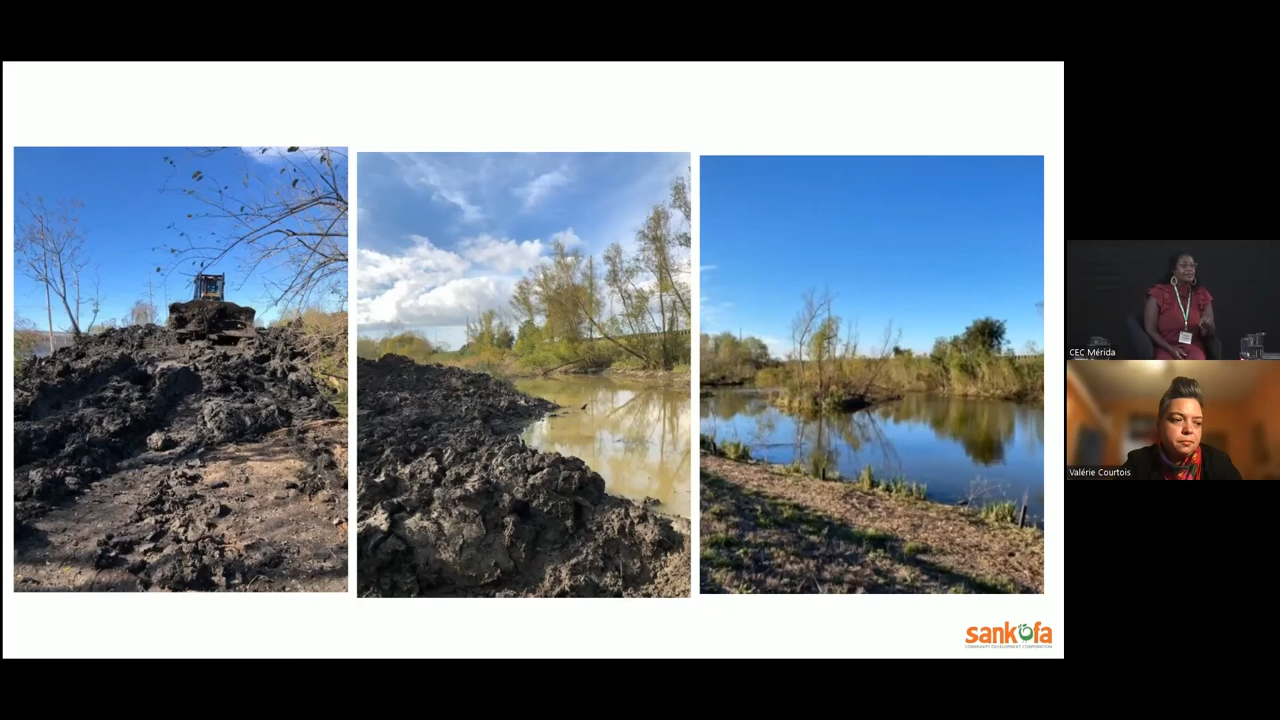 CEC Mérida
Valérie Courtois
sankofa
COMMUNITY DEVELOPMENT CORPORATION